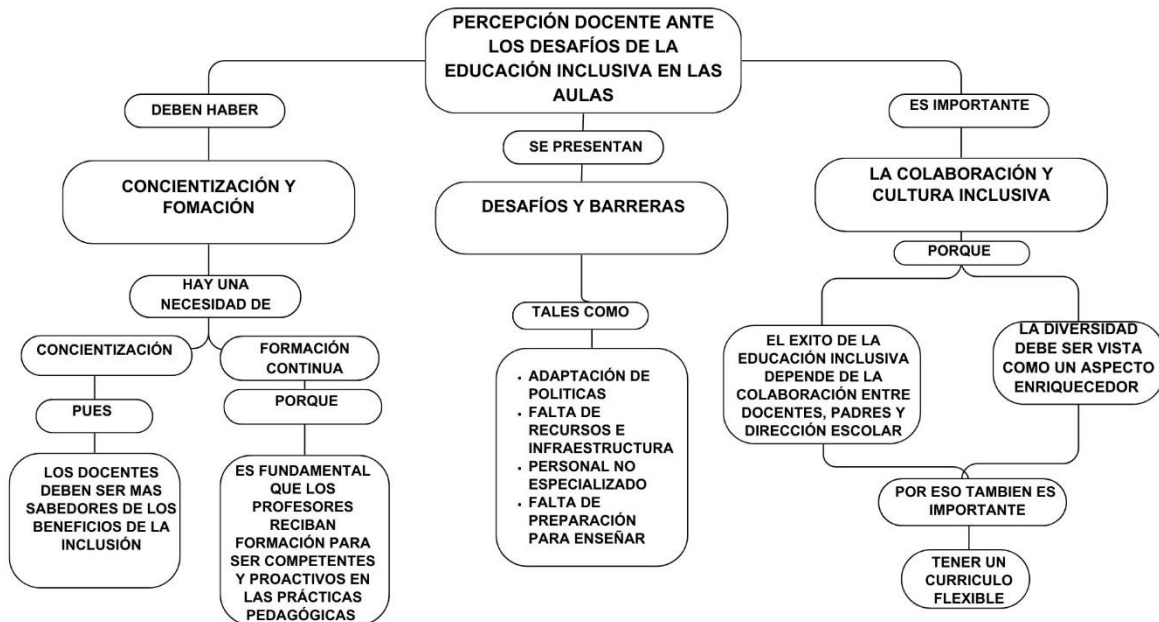 PERCEPCIÓN DOCENTE ANTE
LOS DESAFÍOS DE LA
EDUCACIÓN INCLUSIVA EN LAS
AULAS
DEBEN HABER
CONCIENTIZACIÓN Y
FOMACIÓN
HAY UNA
NECESIDAD DE
CONCIENTIZACIÓN
PUES
LOS DOCENTES
DEBEN SER MAS
SABEDORES DE LOS
BENEFICIOS DE LA
INCLUSIÓN
FORMACIÓN
CONTINUA
PORQUE
ES FUNDAMENTAL
QUE LOS
PROFESORES
RECIBAN
FORMACIÓN PARA
SER COMPETENTES
Y PROACTIVOS EN
LAS PRÁCTICAS
PEDAGÓGICAS
SE PRESENTAN
DESAFÍOS Y BARRERAS
TALES COMO
• ADAPTACIÓN DE
POLITICAS
• FALTA DE
RECURSOS E
INFRAESTRUCTURA
• PERSONAL NO
ESPECIALIZADO
• FALTA DE
PREPARACIÓN
PARA ENSEÑAR
ES IMPORTANTE
LA COLABORACIÓN Y
CULTURA INCLUSIVA
PORQUE
EL EXITO DE LA
EDUCACIÓN INCLUSIVA
DEPENDE DE LA
COLABORACIÓN ENTRE
DOCENTES, PADRES Y
DIRECCIÓN ESCOLAR
LA DIVERSIDAD
DEBE SER VISTA
COMO UN ASPECTO
ENRIQUECEDOR
POR ESO TAMBIEN ES
IMPORTANTE
TENER UN
CURRICULO
FLEXIBLE